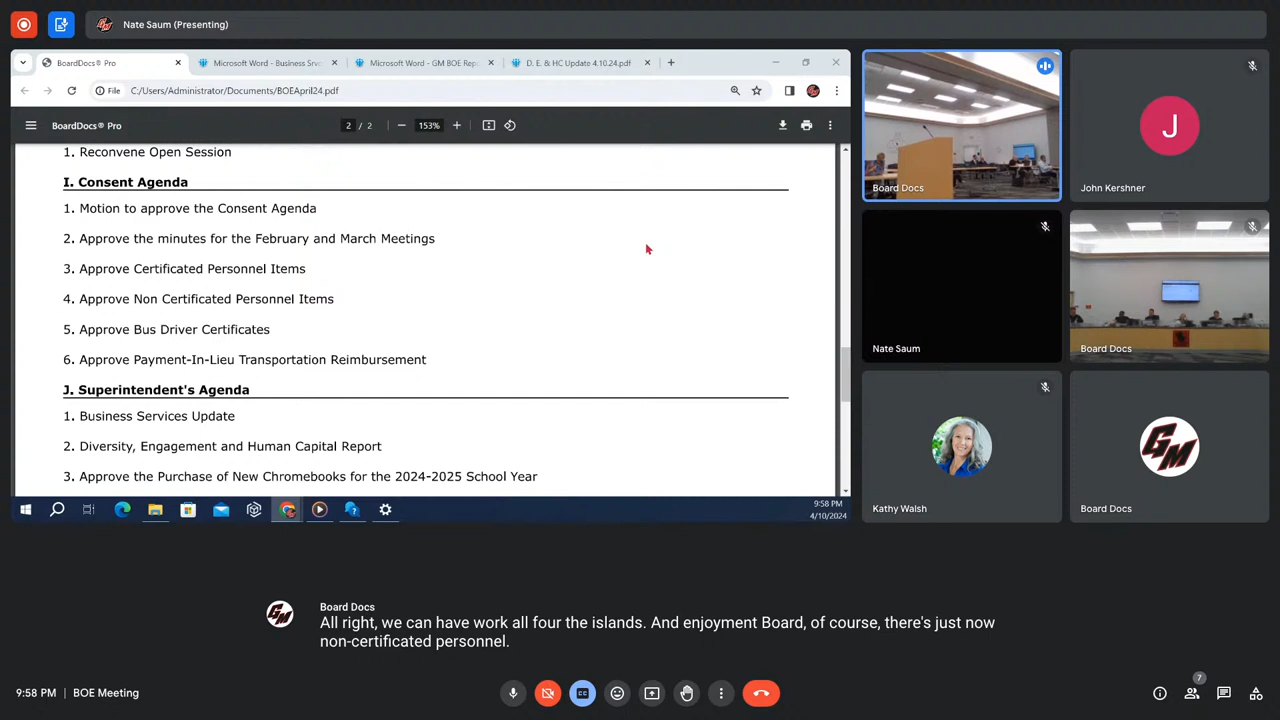 Nate Saum (Presenting)
BoardDocs® Pro
Microsoft Word - Business Srvi
Microsoft Word - GM BOE Rep
D. E. & HC Update 4.10.24.pdf
File
C:/Users/Administrator/Documents/BOEApril24.pdf
BoardDocs® Pro
2 / 2
153%
1. Reconvene Open Session
I. Consent Agenda
1. Motion to approve the Consent Agenda
2. Approve the minutes for the February and March Meetings
3. Approve Certificated Personnel Items
4. Approve Non Certificated Personnel Items
5. Approve Bus Driver Certificates
6. Approve Payment-In-Lieu Transportation Reimbursement
J. Superintendent's Agenda
1. Business Services Update
2. Diversity, Engagement and Human Capital Report
3. Approve the Purchase of New Chromebooks for the 2024-2025 School Year
9:58 PM
4/10/2024
Board Docs
J
John Kershner
Nate Saum
Board Docs
Kathy Walsh
GM
Board Docs
GM
Board Docs
All right, we can have work all four the islands. And enjoyment Board, of course, there's just now
non-certificated personnel.
9:58 PM | BOE Meeting
CC
7